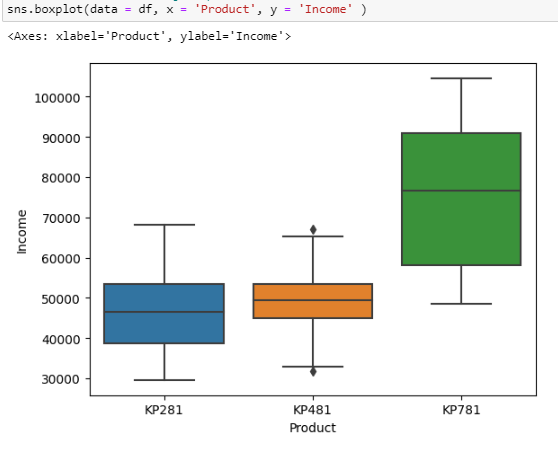 sns.boxplot(data = df, x = 'Product', y = 'Income' )
<Axes: xlabel='Product', ylabel='Income'>
100000
90000
80000
70000
60000
50000
40000
30000
Income
KP281 KP481 KP781
Product